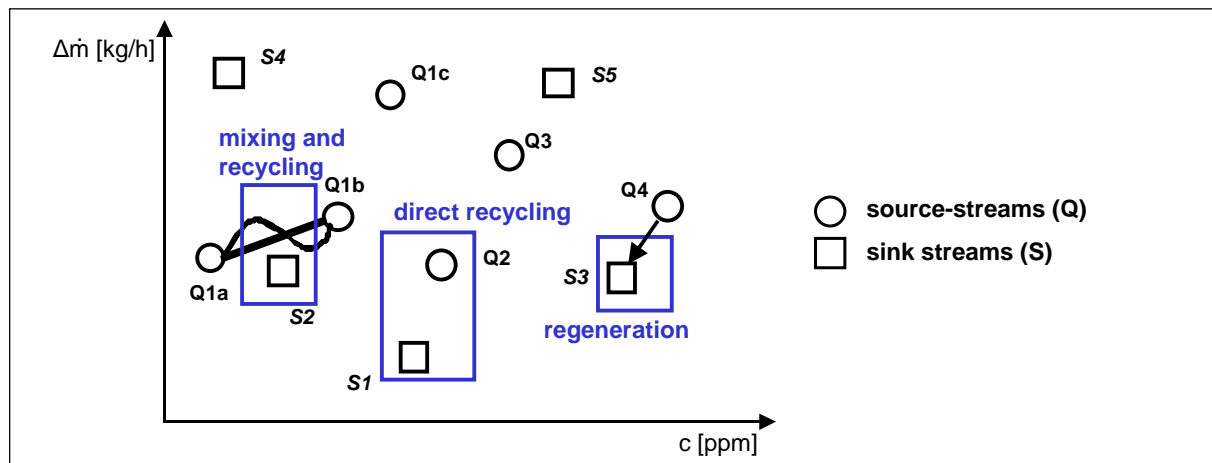 Δṁ [kg/h]
S4
Q1c
S5
mixing and
recycling
Q3
Q1b
Q4
direct recycling
source-streams (Q)
sink streams (S)
Q2
S3
Q1a
S2
regeneration
S1
c [ppm]